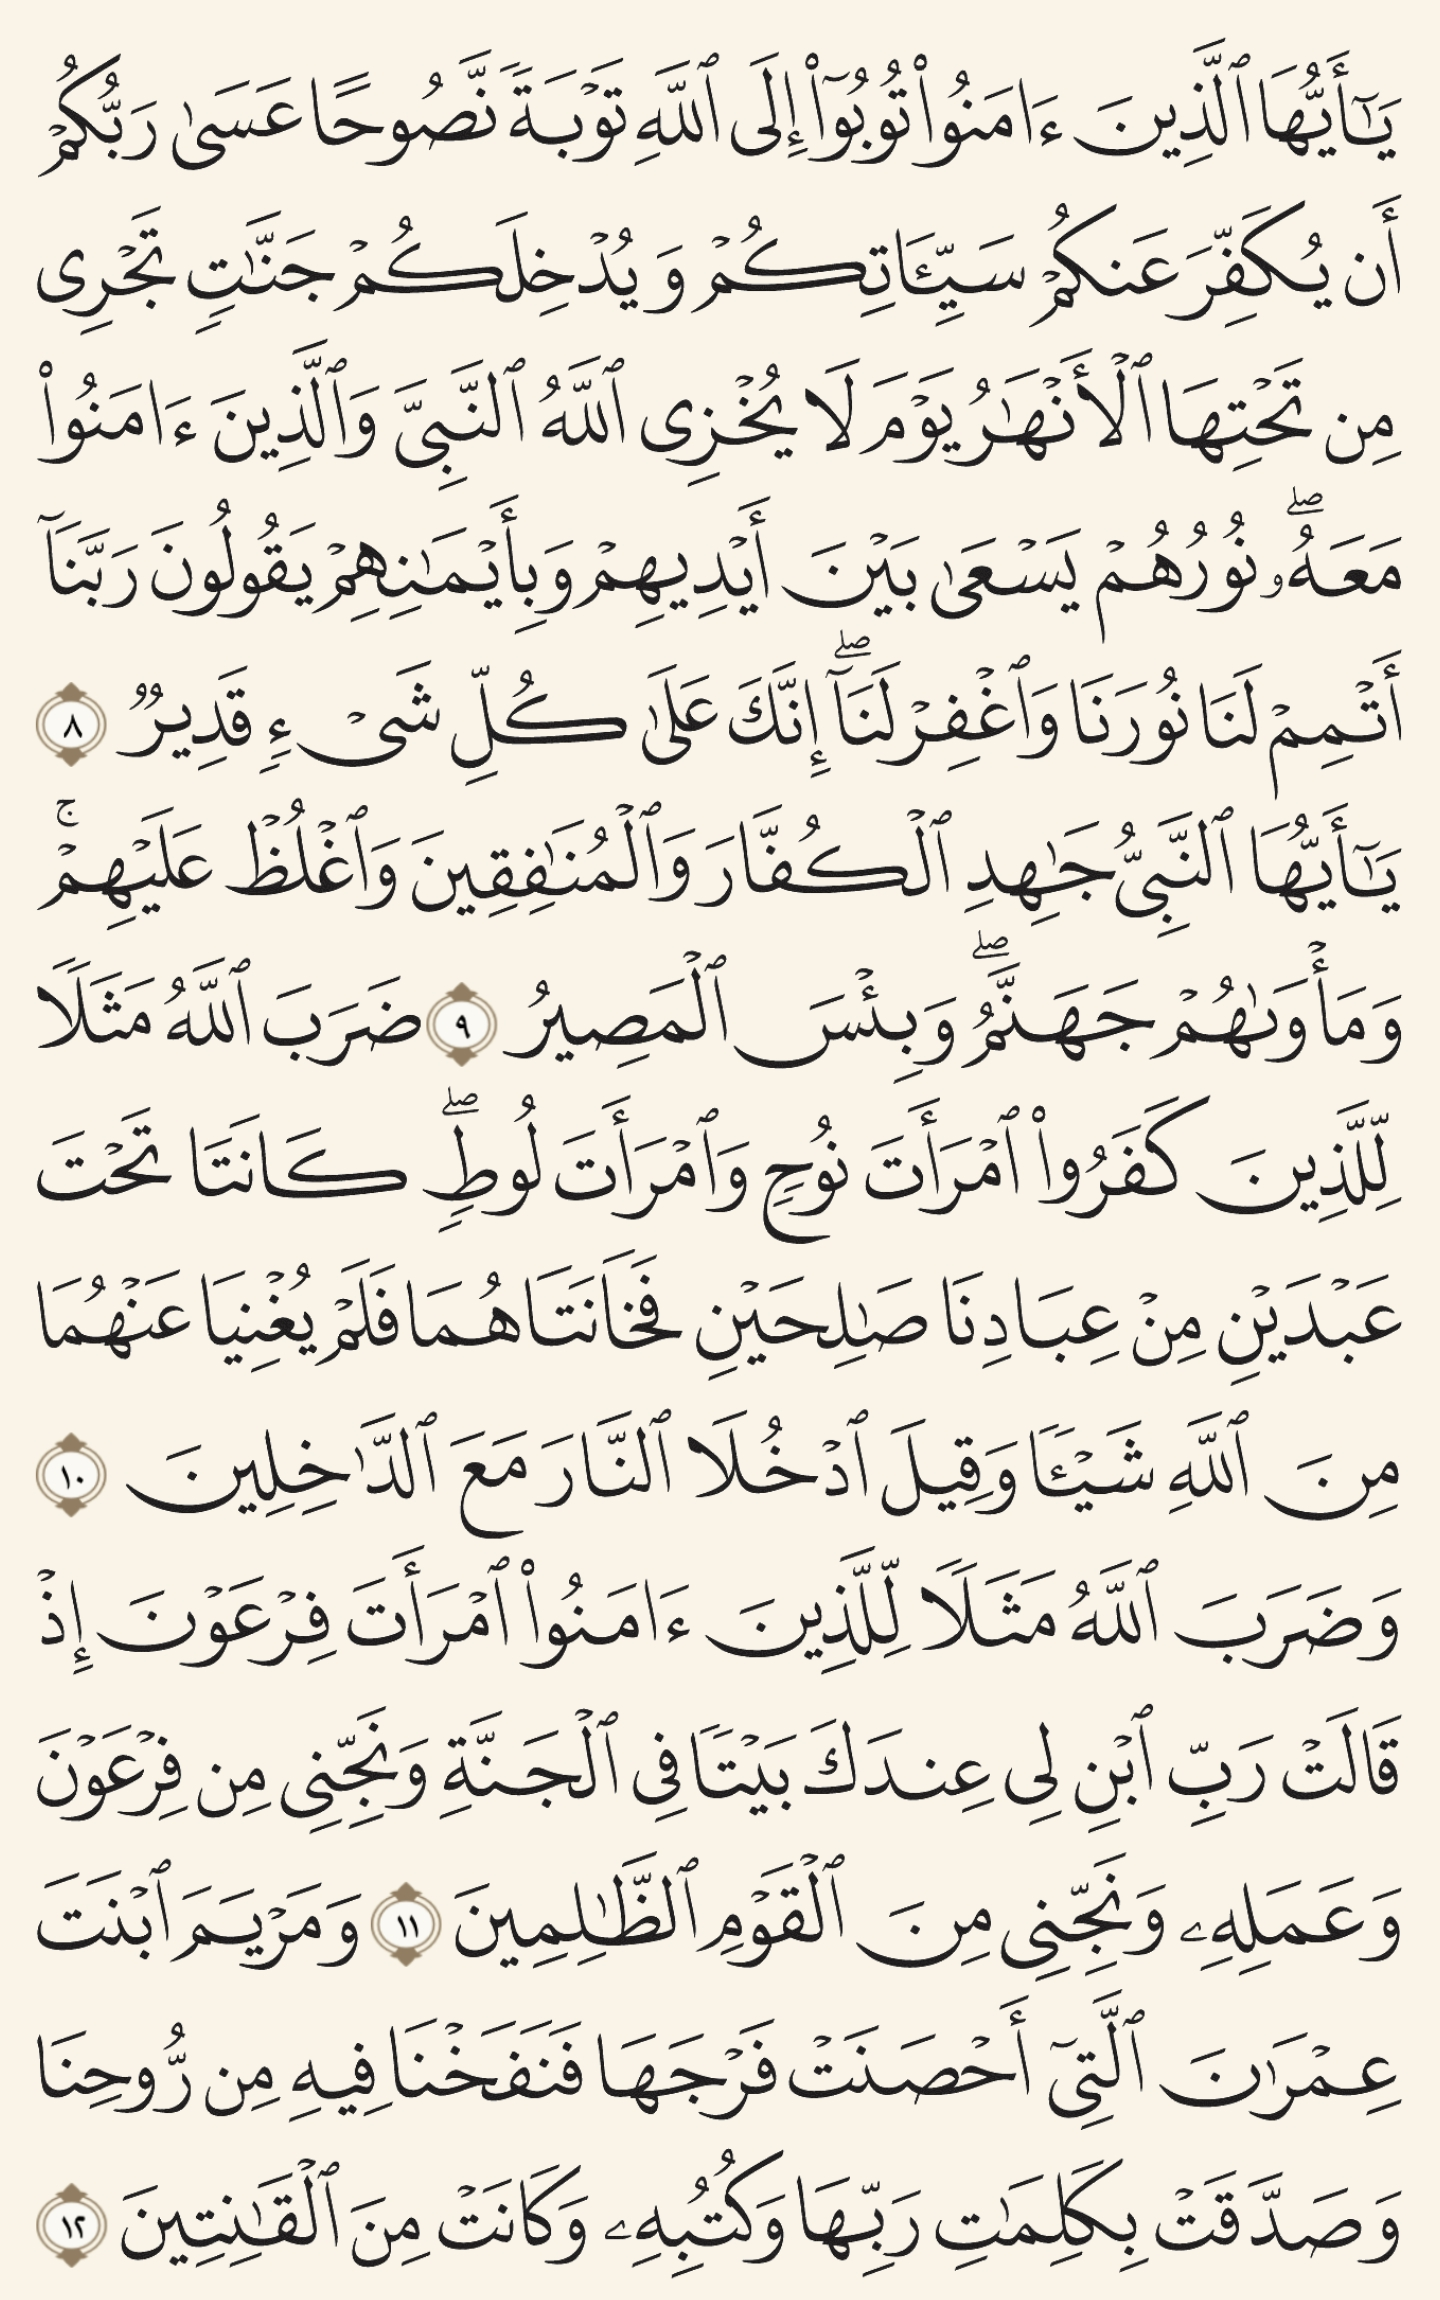 يَـٰٓأَيُّهَا ٱلَّذِينَ ءَامَنُوا۟ تُوبُوٓا۟ إِلَى ٱللَّهِ تَوْبَةً نَّصُوحًا عَسَىٰ رَبُّكُمْ
أَن يُكَفِّرَ عَنكُمْ سَيِّـَٔاتِكُمْ وَيُدْخِلَكُمْ جَنَّـٰتٍ تَجْرِى
مِن تَحْتِهَا ٱلْأَنْهَـٰرُ يَوْمَ لَا يُخْزِى ٱللَّهُ ٱلنَّبِىَّ وَٱلَّذِينَ ءَامَنُوا۟
مَعَهُۥ ۖ نُورُهُمْ يَسْعَىٰ بَيْنَ أَيْدِيهِمْ وَبِأَيْمَـٰنِهِمْ يَقُولُونَ رَبَّنَآ
أَتْمِمْ لَنَا نُورَنَا وَٱغْفِرْ لَنَآ ۖ إِنَّكَ عَلَىٰ كُلِّ شَىْءٍ قَدِيرٌ ٨
يَـٰٓأَيُّهَا ٱلنَّبِىُّ جَـٰهِدِ ٱلْكُفَّارَ وَٱلْمُنَـٰفِقِينَ وَٱغْلُظْ عَلَيْهِمْ ۚ
وَمَأْوَىٰهُمْ جَهَنَّمُ ۖ وَبِئْسَ ٱلْمَصِيرُ ٩ ضَرَبَ ٱللَّهُ مَثَلًا
لِّلَّذِينَ كَفَرُوا۟ ٱمْرَأَتَ نُوحٍ وَٱمْرَأَتَ لُوطٍ ۖ كَانَتَا تَحْتَ
عَبْدَيْنِ مِنْ عِبَادِنَا صَـٰلِحَيْنِ فَخَانَتَاهُمَا فَلَمْ يُغْنِيَا عَنْهُمَا
مِنَ ٱللَّهِ شَيْـًٔا وَقِيلَ ٱدْخُلَا ٱلنَّارَ مَعَ ٱلدَّٰخِلِينَ ١٠
وَضَرَبَ ٱللَّهُ مَثَلًا لِّلَّذِينَ ءَامَنُوا۟ ٱمْرَأَتَ فِرْعَوْنَ إِذْ
قَالَتْ رَبِّ ٱبْنِ لِى عِندَكَ بَيْتًا فِى ٱلْجَنَّةِ وَنَجِّنِى مِن فِرْعَوْنَ
وَعَمَلِهِۦ وَنَجِّنِى مِنَ ٱلْقَوْمِ ٱلظَّـٰلِمِينَ ١١ وَمَرْيَمَ ٱبْنَتَ
عِمْرَٰنَ ٱلَّتِىٓ أَحْصَنَتْ فَرْجَهَا فَنَفَخْنَا فِيهِ مِن رُّوحِنَا
وَصَدَّقَتْ بِكَلِمَـٰتِ رَبِّهَا وَكُتُبِهِۦ وَكَانَتْ مِنَ ٱلْقَـٰنِتِينَ ١٢